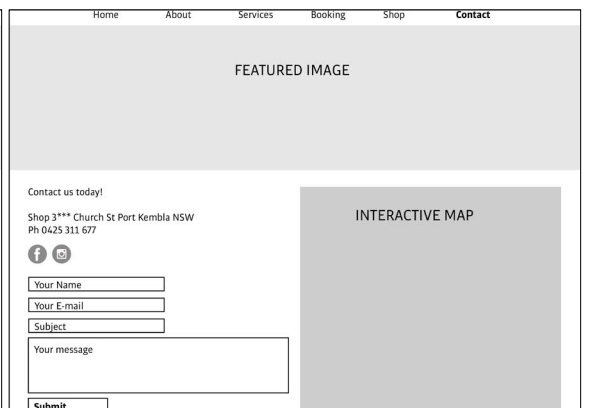 Home About Services Booking Shop Contact
FEATURED IMAGE
Contact us today!
Shop 3*** Church St Port Kembla NSW
Ph 0425 311 677
INTERACTIVE MAP
Your Name
Your E-mail
Subject
Your message
Submit